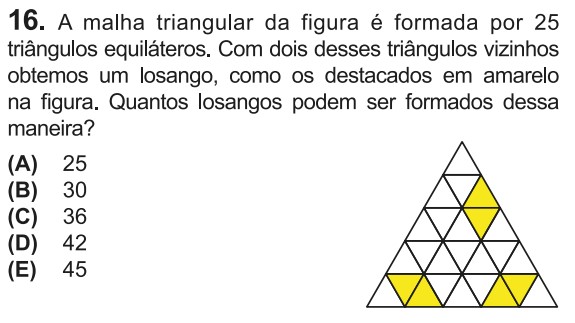 16. A malha triangular da figura é formada por 25
triângulos equiláteros. Com dois desses triângulos vizinhos
obtemos um losango, como os destacados em amarelo
na figura. Quantos losangos podem ser formados dessa
maneira?
(A) 25
(B) 30
(C) 36
(D) 42
(E) 45